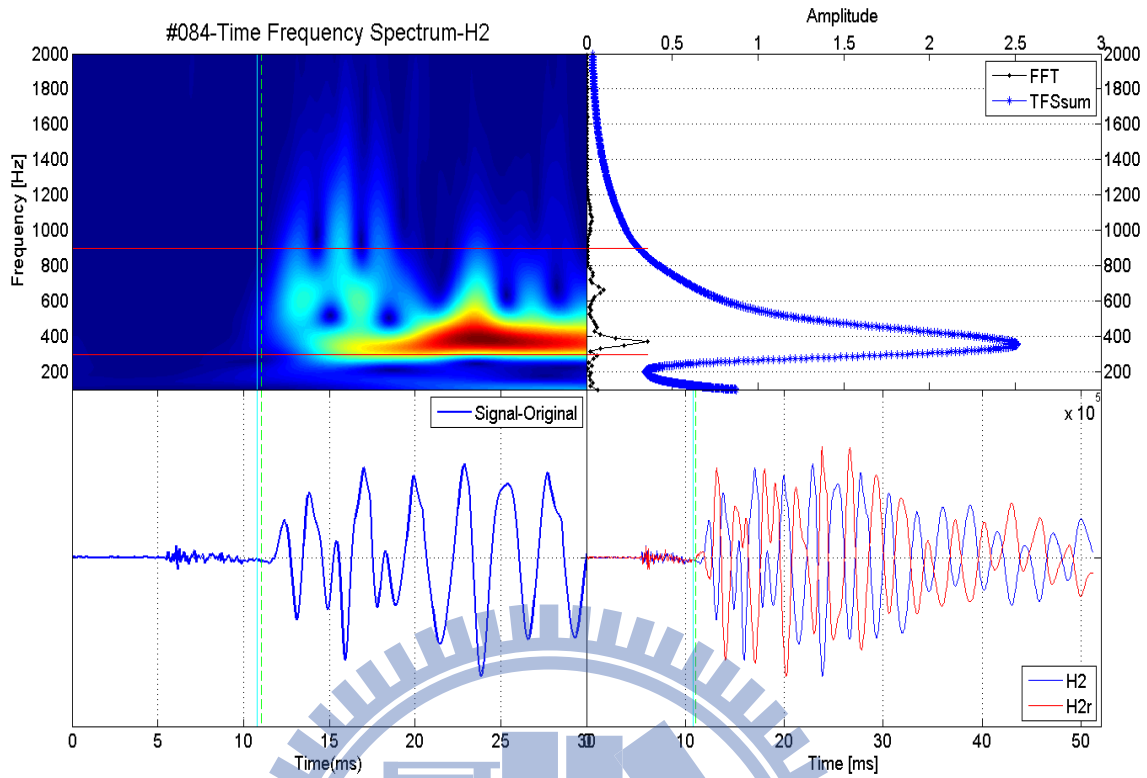 #084-Time Frequency Spectrum-H2
Amplitude
0 0.5 1 1.5 2 2.5 3
Frequency [Hz]
2000
1800
1600
1400
1200
1000
800
600
400
200
FFT
TFSsum
2000
1800
1600
1400
1200
1000
800
600
400
200
Signal-Original
x 10
5
H2
H2r
0 5 10 15 20 25 30
0 10 20 30 40 50
Time(ms)
Time [ms]